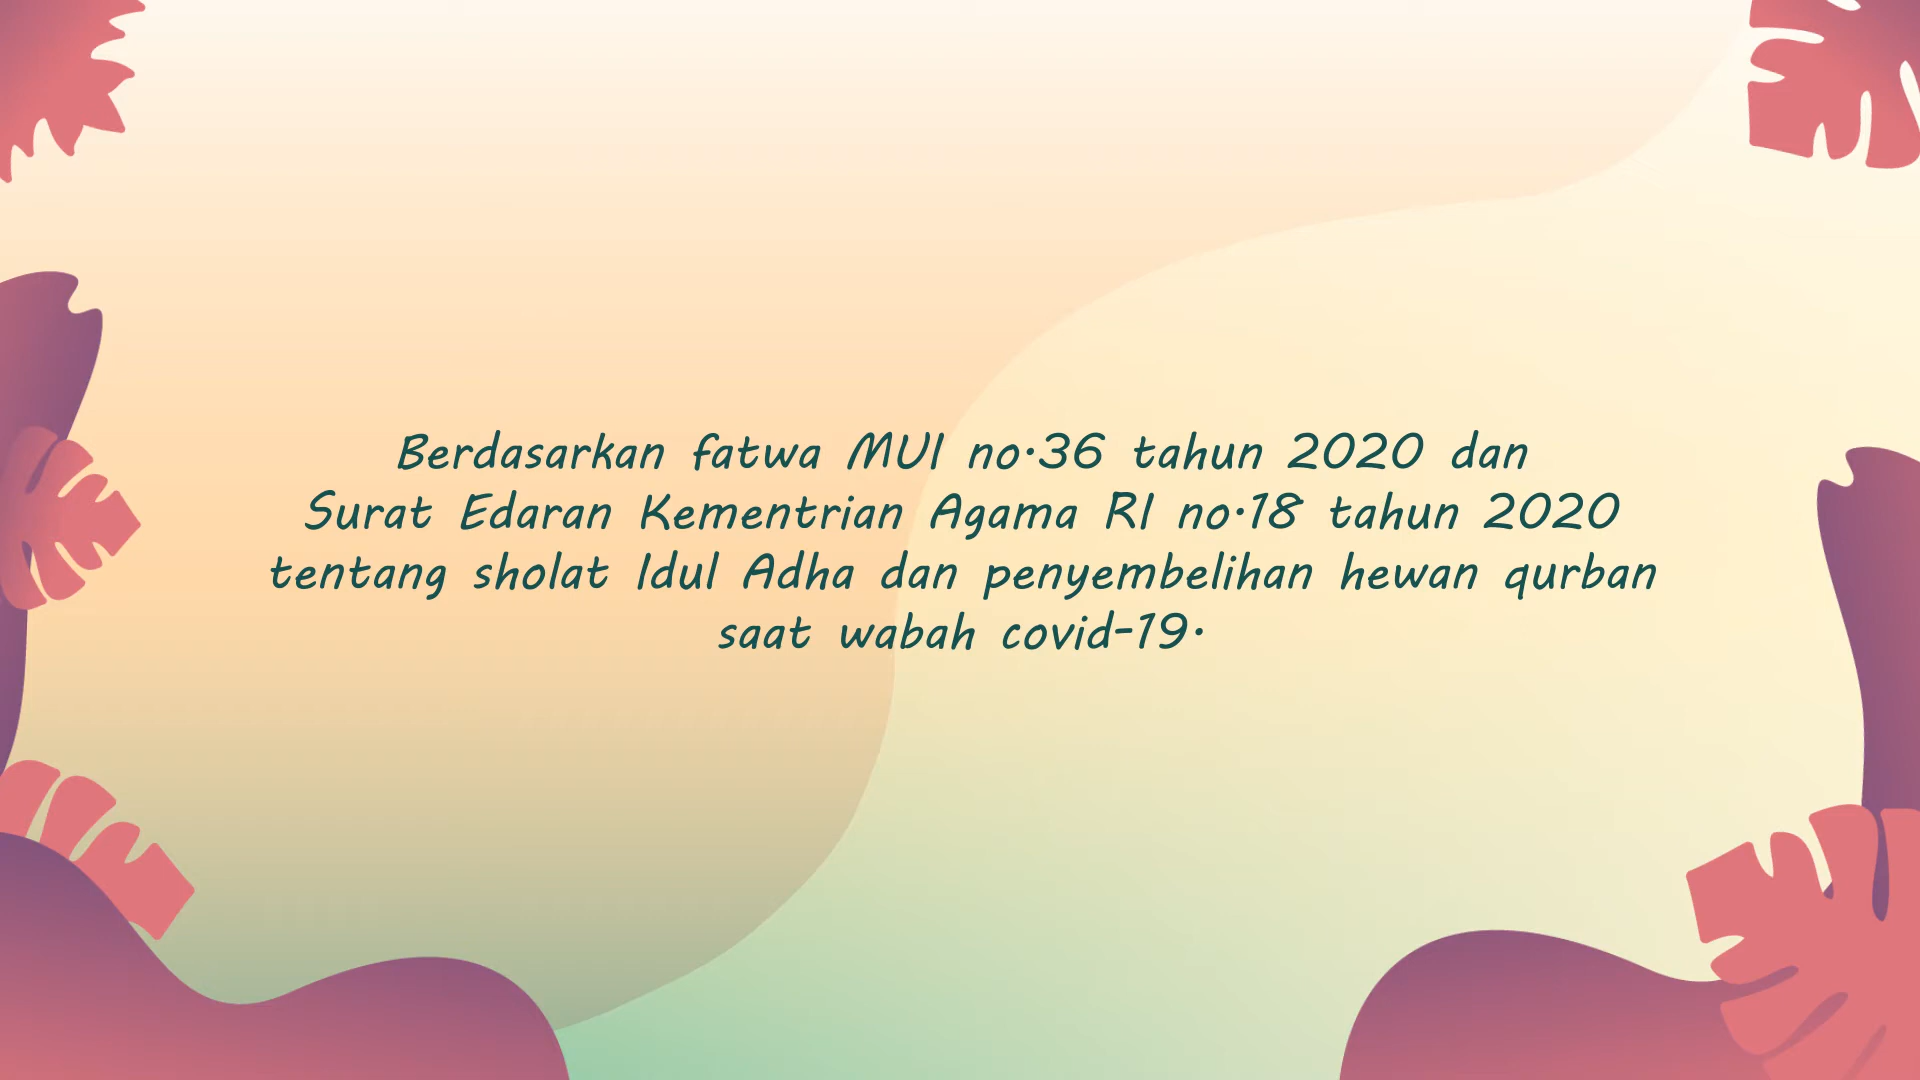 Berdasarkan fatwa MUI no.36 tahun 2020 dan
Surat Edaran Kementrian Agama RI no.18 tahun 2020
tentang sholat Idul Adha dan penyembelihan hewan qurban
saat wabah covid-19.